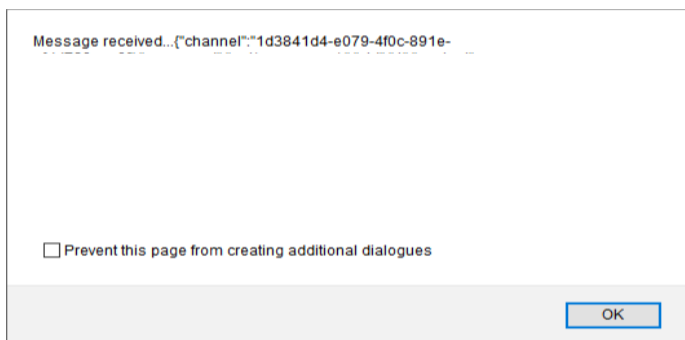 Message received...{"channel":"1d3841d4-e079-4f0c-891e-
Prevent this page from creating additional dialogues
OK